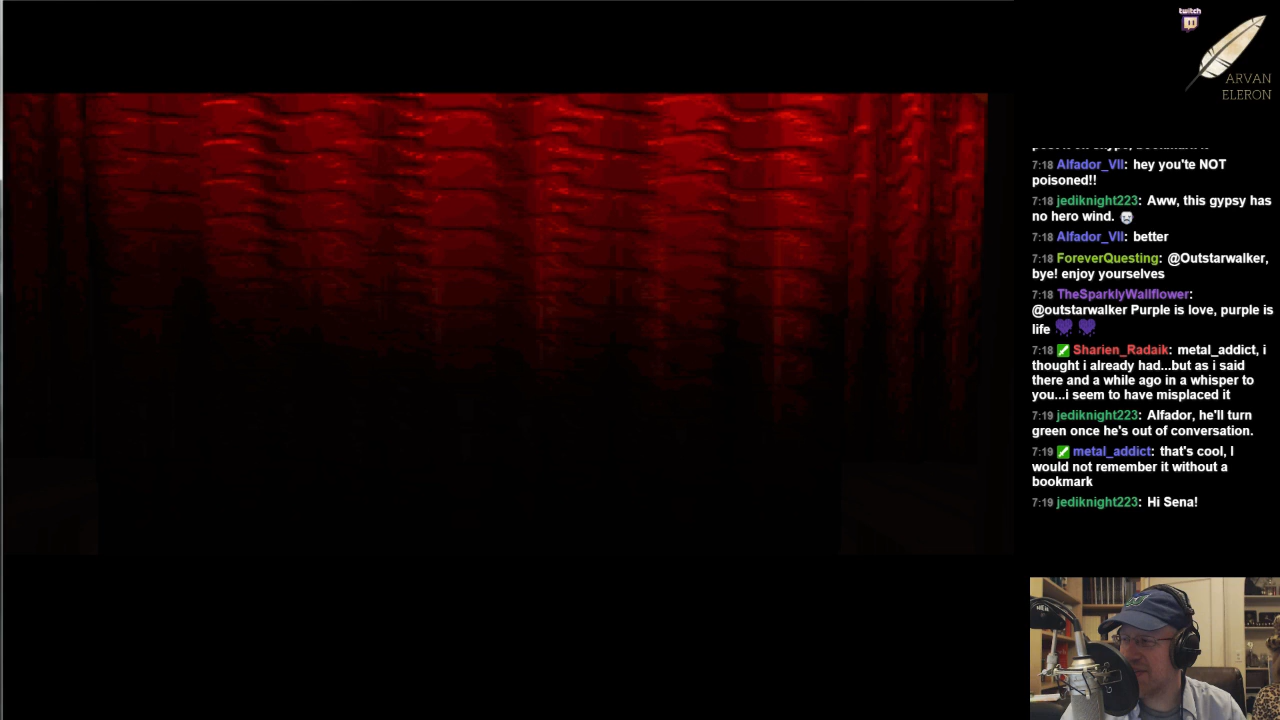 twitch
ARVAN
ELERON
7:18 Alfador_VII: hey you'te NOT
poisoned!!
7:18 jediknight223: Aww, this gypsy has
no hero wind.
7:18 Alfador_VII: better
7:18 ForeverQuesting: @Outstarwalker,
bye! enjoy yourselves
7:18 TheSparklyWallflower:
@outstarwalker Purple is love, purple is
life
7:18 Sharien_Radaik: metal_addict, i
thought i already had...but as i said
there and a while ago in a whisper to
you...i seem to have misplaced it
7:19 jediknight223: Alfador, he'll turn
green once he's out of conversation.
7:19 metal_addict: that's cool, I
would not remember it without a
bookmark
7:19 jediknight223: Hi Sena!